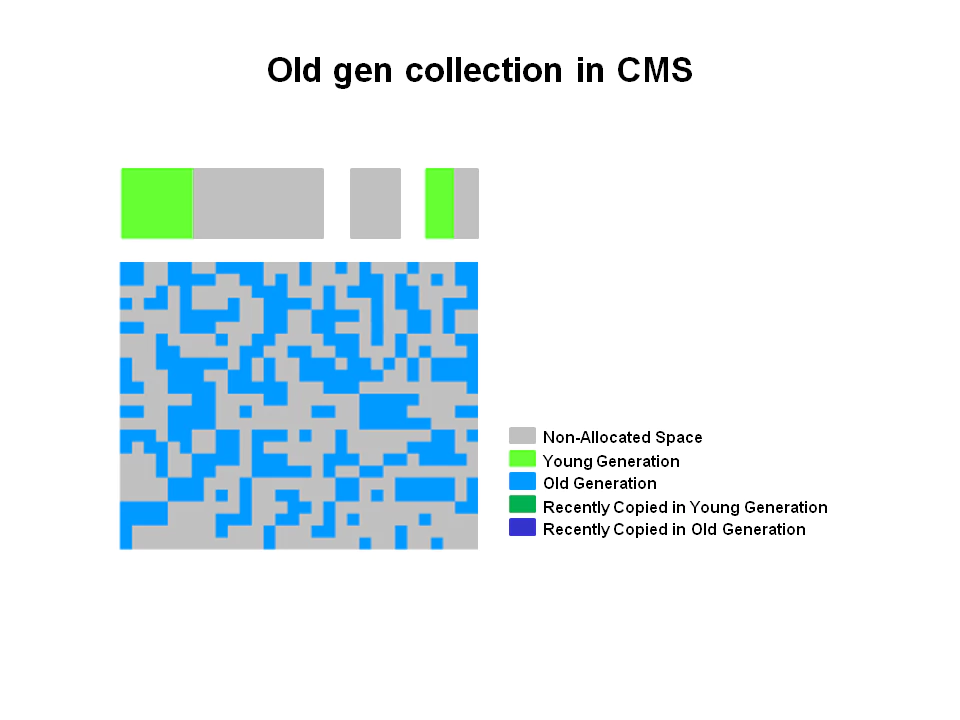 Old gen collection in CMS
Non-Allocated Space
Young Generation
Old Generation
Recently Copied in Young Generation
Recently Copied in Old Generation